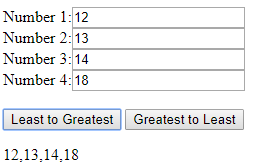 Number 1: 12
Number 2: 13
Number 3: 14
Number 4: 18
Least to Greatest Greatest to Least
12,13,14,18